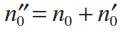 n₀″ = n₀ + n₀′